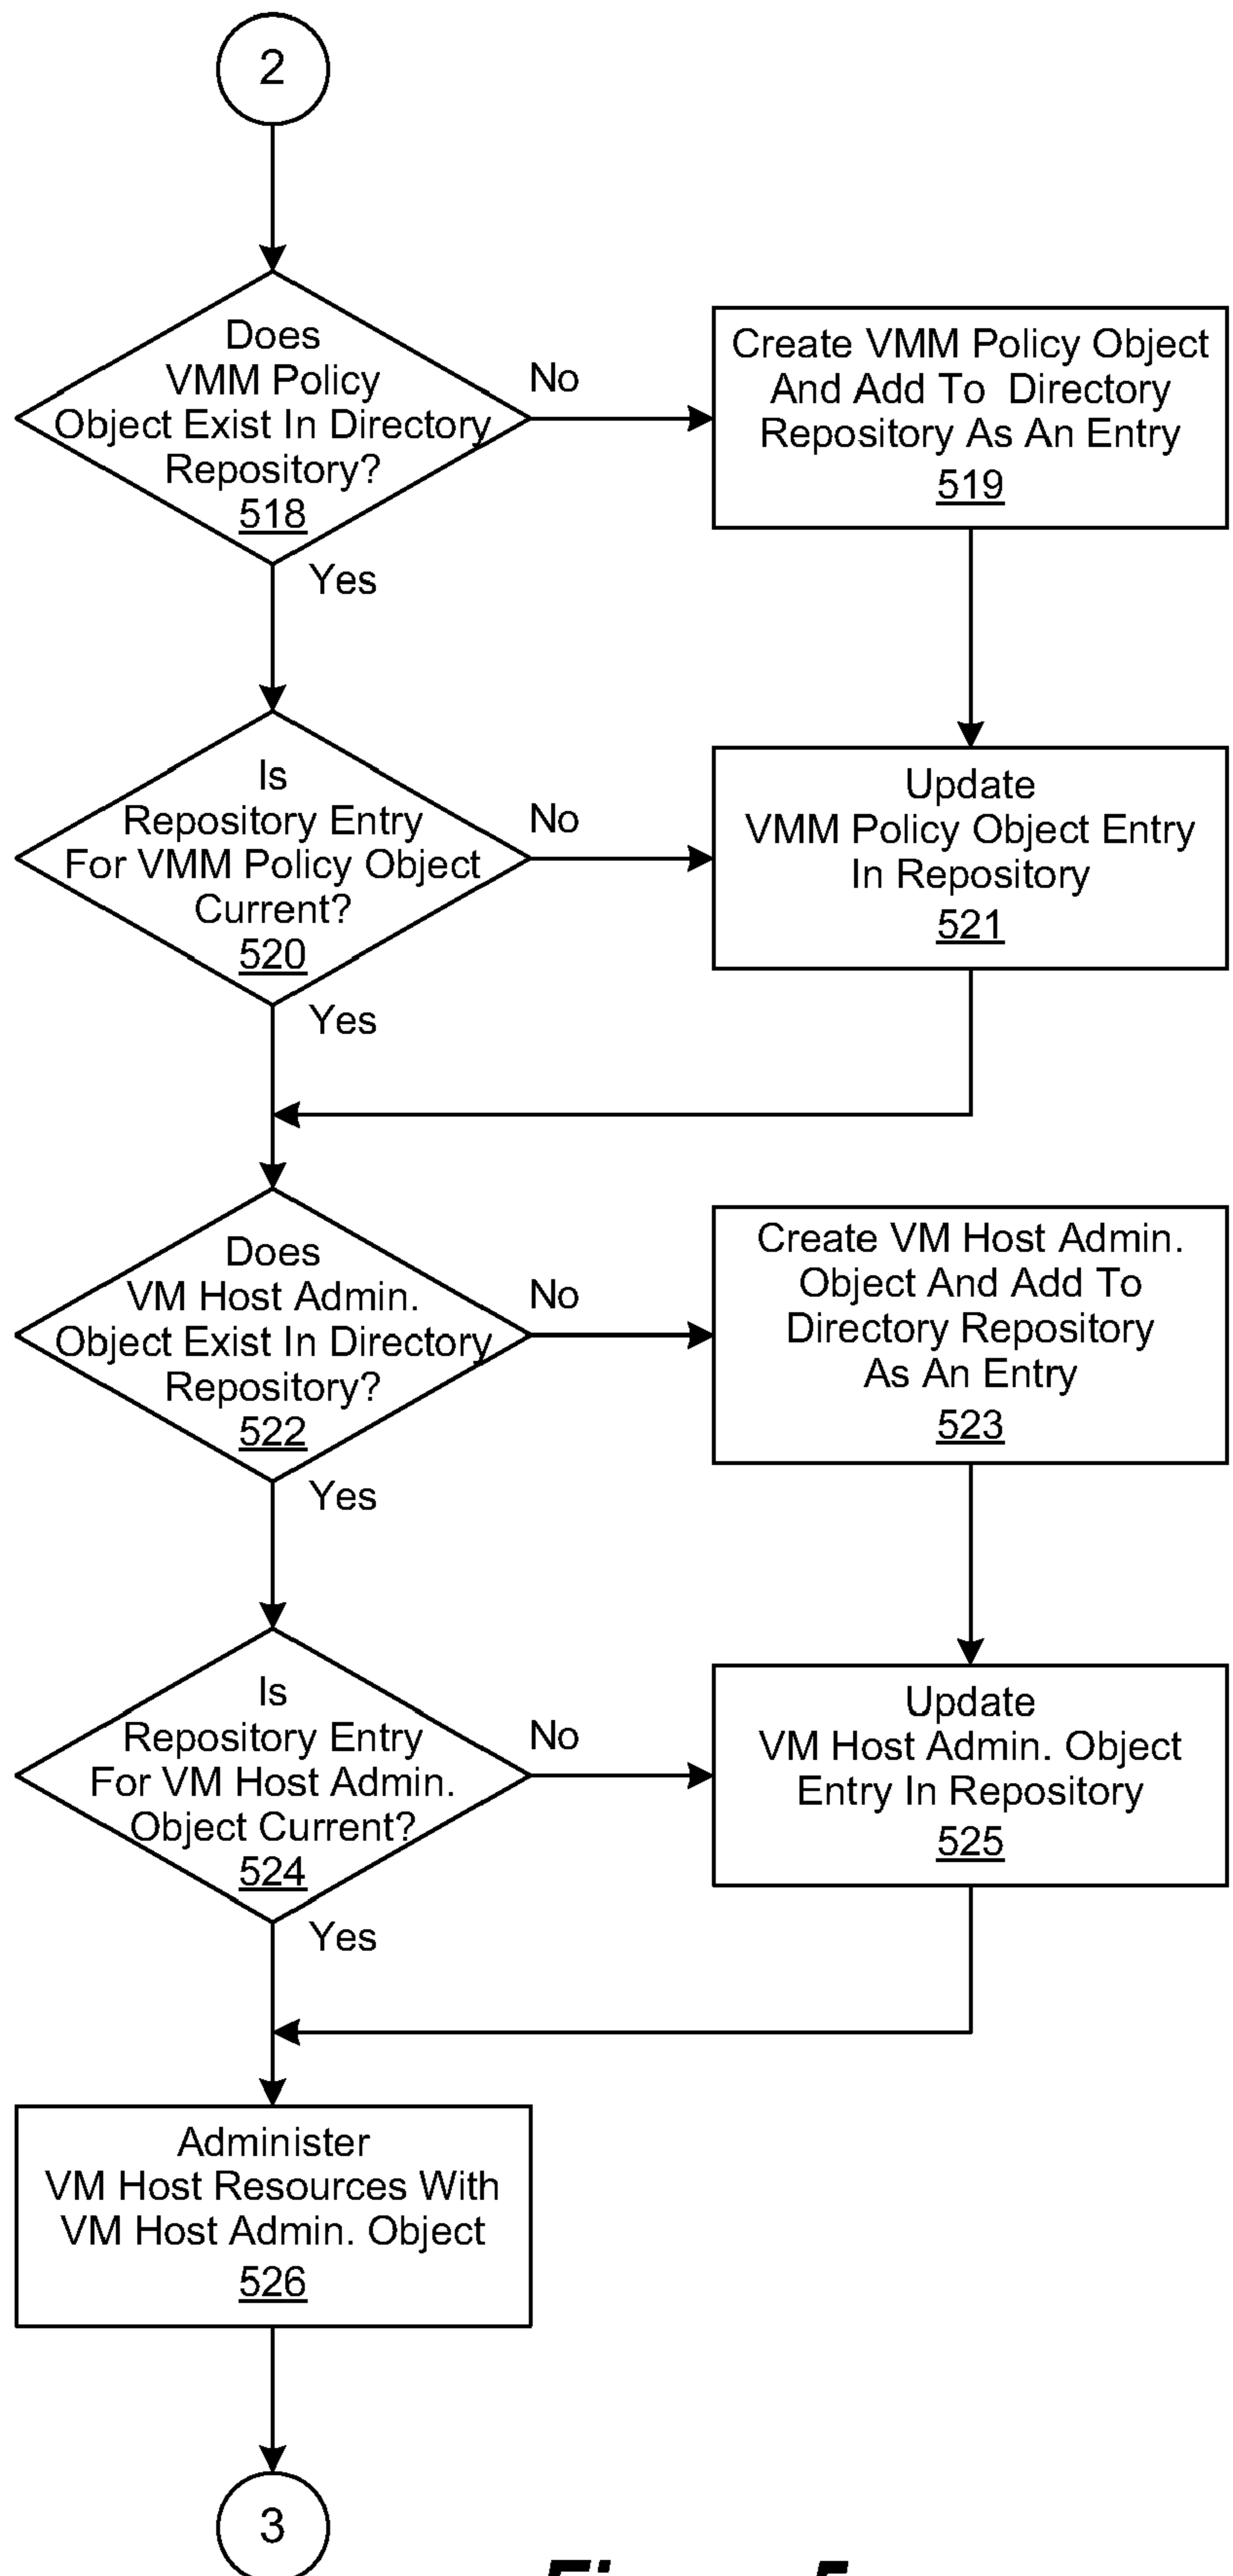 2
Does
VMM Policy
Object Exist In Directory
Repository?
518
No
Yes
Create VMM Policy Object
And Add To Directory
Repository As An Entry
519
Is
Repository Entry
For VMM Policy Object
Current?
520
No
Yes
Update
VMM Policy Object Entry
In Repository
521
Does
VM Host Admin.
Object Exist In Directory
Repository?
522
No
Yes
Create VM Host Admin.
Object And Add To
Directory Repository
As An Entry
523
Is
Repository Entry
For VM Host Admin.
Object Current?
524
No
Yes
Update
VM Host Admin. Object
Entry In Repository
525
Administer
VM Host Resources With
VM Host Admin. Object
526
3